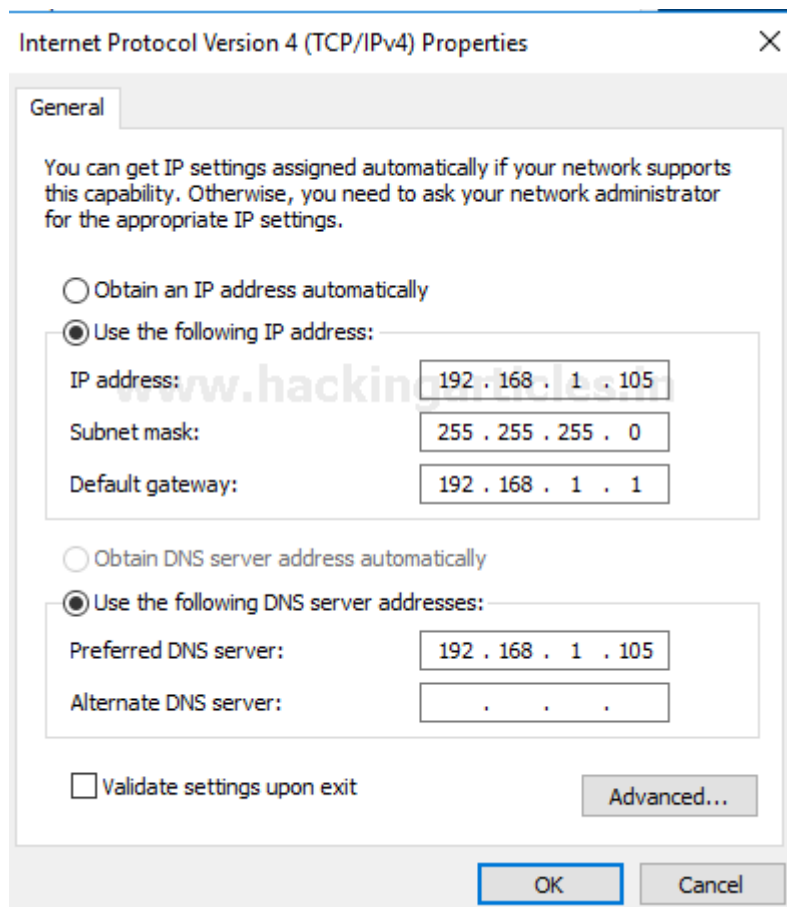 Internet Protocol Version 4 (TCP/IPv4) Properties
General
You can get IP settings assigned automatically if your network supports
this capability. Otherwise, you need to ask your network administrator
for the appropriate IP settings.
Obtain an IP address automatically
Use the following IP address:
IP address: 192 . 168 . 1 . 105
www.hackingarticles.in
Subnet mask: 255 . 255 . 255 . 0
Default gateway: 192 . 168 . 1 . 1
Obtain DNS server address automatically
Use the following DNS server addresses:
Preferred DNS server: 192 . 168 . 1 . 105
Alternate DNS server: . . .
Validate settings upon exit
Advanced...
OK Cancel